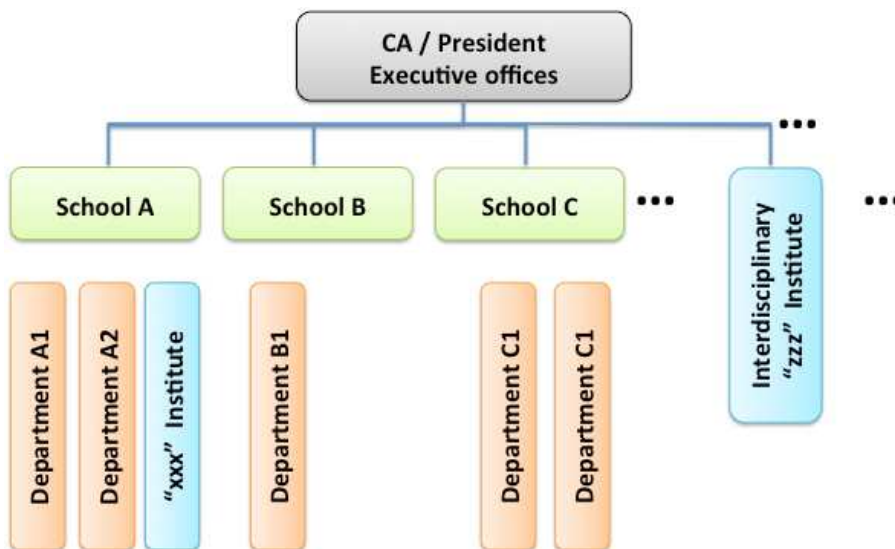 CA / President
Executive offices
...
School A
School B
School C
...
...
Interdisciplinary
“zzz” Institute
Department A1
Department A2
“xxx” Institute
Department B1
Department C1
Department C1